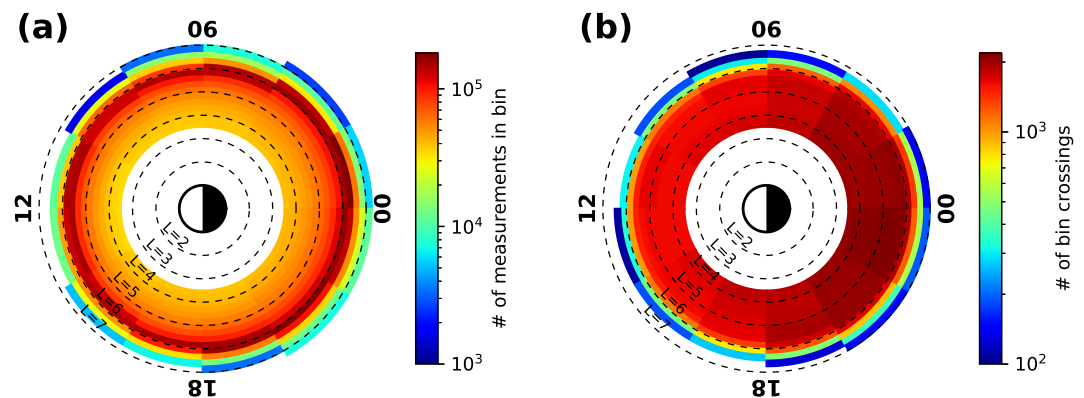 (a)
06
12
00
18
L=2
L=3
L=4
L=5
L=6
L=7
10^5
10^4
10^3
# of measurements in bin
(b)
06
12
00
18
L=2
L=3
L=4
L=5
L=6
L=7
10^3
10^2
# of bin crossings